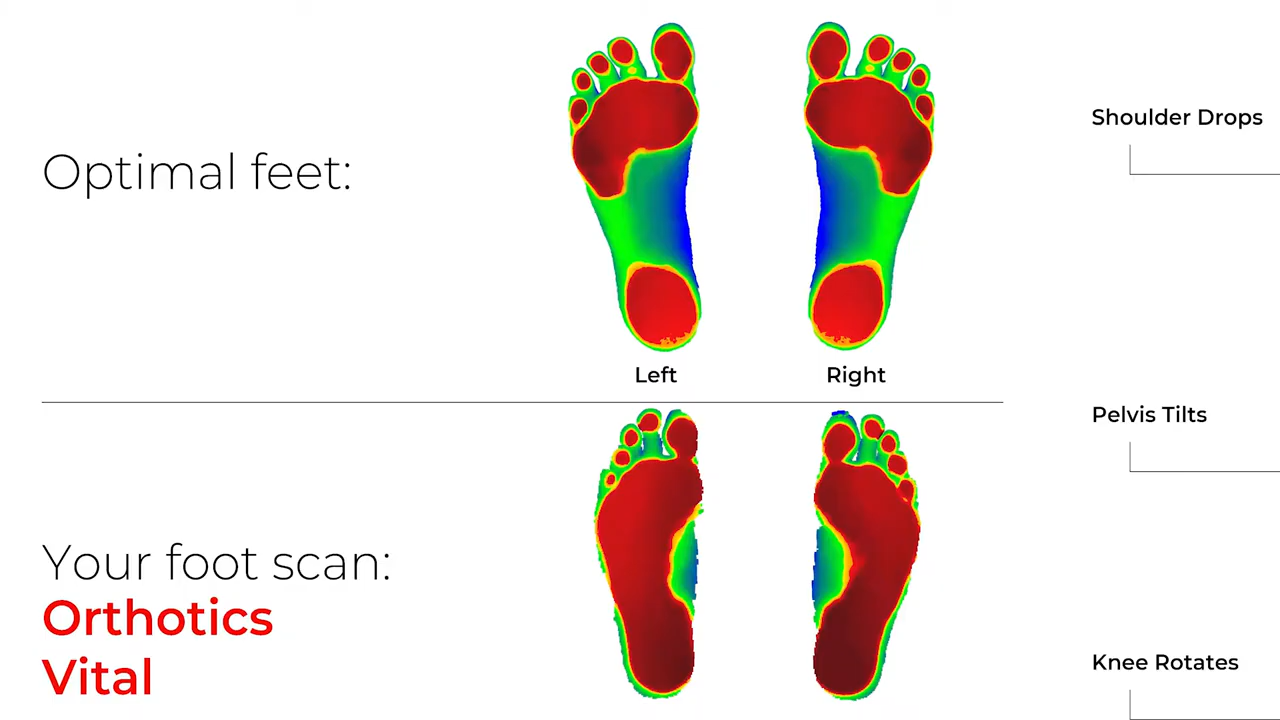 Optimal feet:
Left
Right
Your foot scan:
Orthotics
Vital
Shoulder Drops
Pelvis Tilts
Knee Rotates